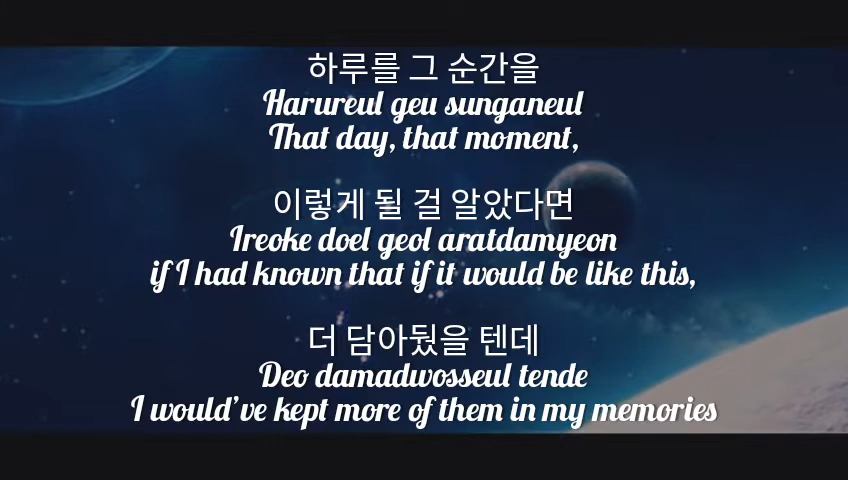 하루를 그 순간을
Harureul geu sunganeul
That day, that moment,
이렇게 될 걸 알았다면
Ireoke doel geol aratdamyeon
if I had known that if it would be like this,
더 담아뒀을 텐데
Deo damadwosseul tende
I would've kept more of them in my memories